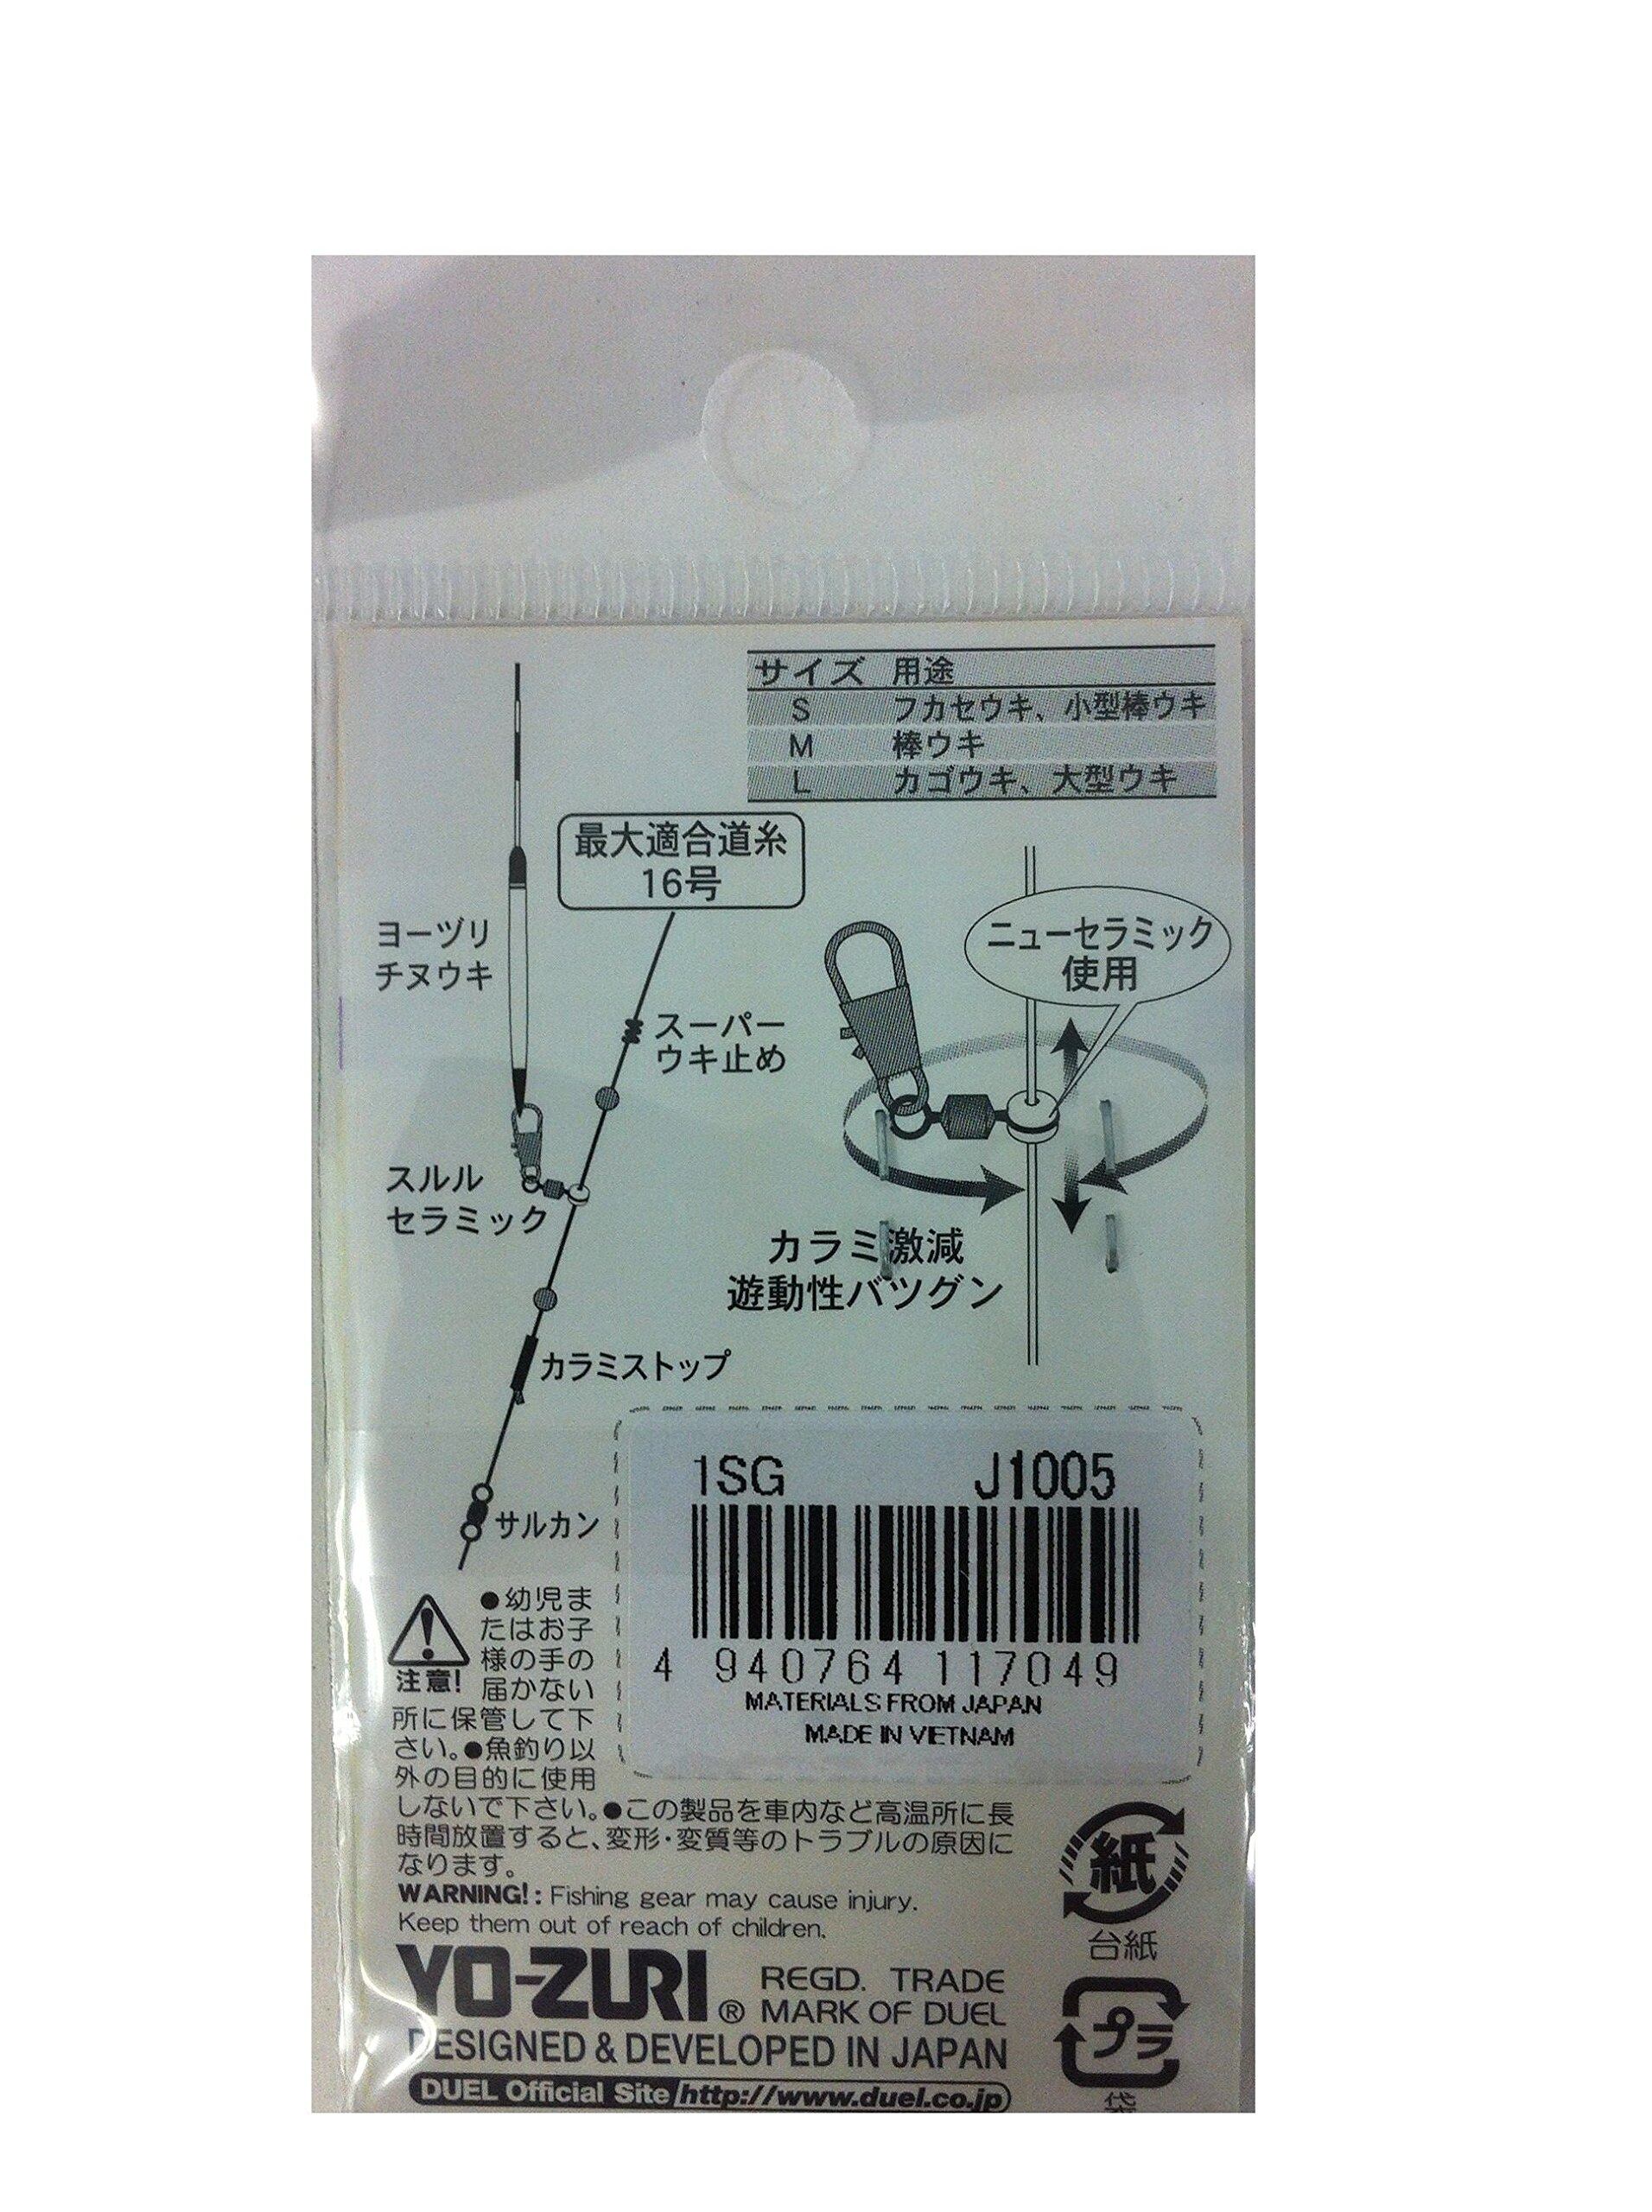 サイズ 用途
S フカセウキ、小型棒ウキ
M 棒ウキ
L カゴウキ、大型ウキ
最大適合道糸
16号
ヨーヅリ
チヌウキ
ニューセラミック
使用
スーパー
ウキ止め
スルル
セラミック
カラミ激減
遊動性バツグン
カラミストップ
サルカン
1SG J1005
4 940764 117049
MATERIALS FROM JAPAN
MADE IN VIETNAM
注意!
●幼児ま
たはお子
様の手の
届かない
所に保管して下
さい。●魚釣り以
外の目的に使用
しないで下さい。●この製品を車内など高温所に長
時間放置すると、変形・変質等のトラブルの原因に
なります。
WARNING!: Fishing gear may cause injury.
Keep them out of reach of children.
YO-ZURI ® REGD. TRADE
MARK OF DUEL
DESIGNED & DEVELOPED IN JAPAN
DUEL Official Site http://www.duel.co.jp
紙
台紙
プラ
袋